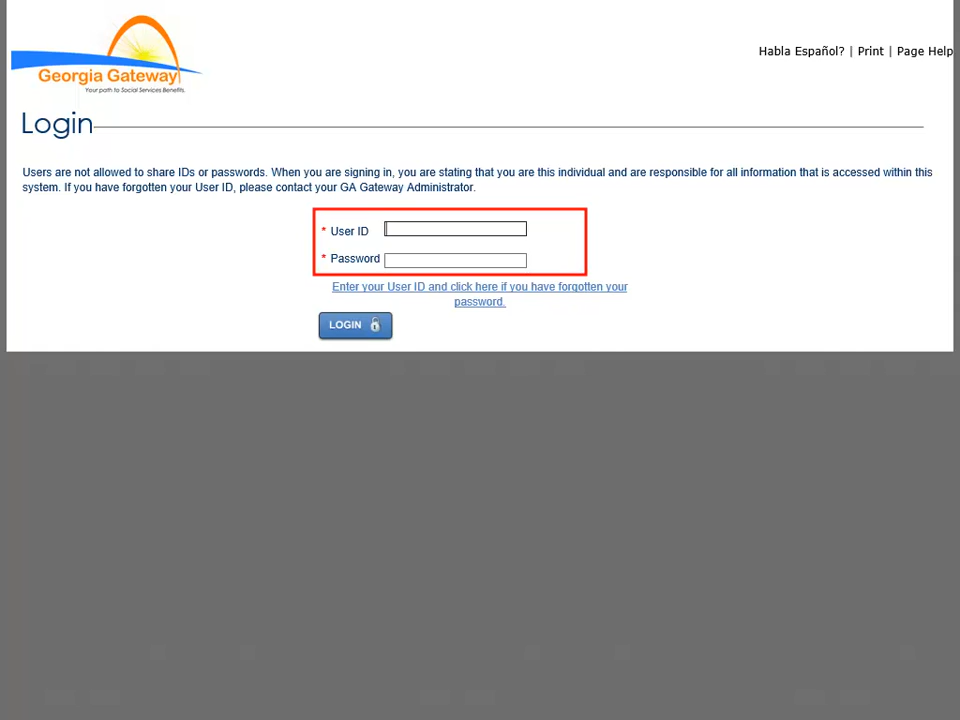 Georgia Gateway
Your path to Social Services Benefits.
Habla Español? | Print | Page Help
Login
Users are not allowed to share IDs or passwords. When you are signing in, you are stating that you are this individual and are responsible for all information that is accessed within this
system. If you have forgotten your User ID, please contact your GA Gateway Administrator.
* User ID
* Password
Enter your User ID and click here if you have forgotten your
password.
LOGIN